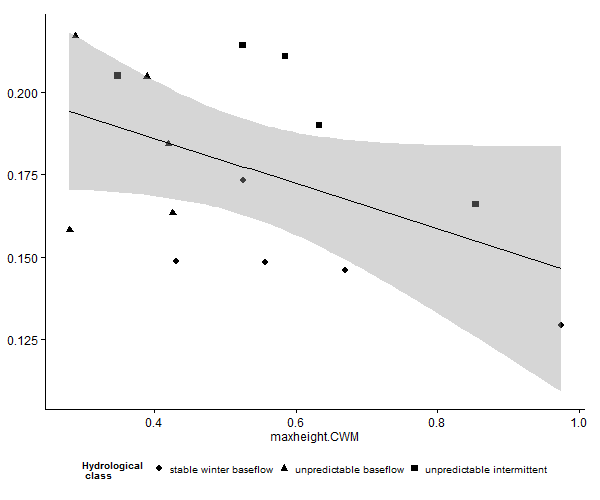 0.200
0.175
0.150
0.125
0.4 0.6 0.8 1.0
maxheight.CWM
Hydrological
class
stable winter baseflow unpredictable baseflow unpredictable intermittent